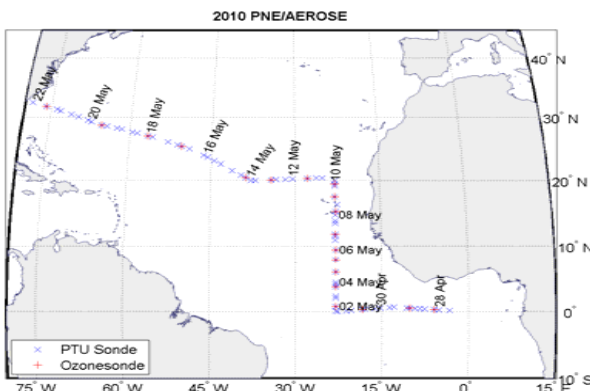 2010 PNE/AEROSE
40° N
30° N
20° N
10° N
0°
10° S
22 May
20 May
18 May
16 May
14 May
12 May
10 May
08 May
06 May
04 May
02 May
30 Apr
28 Apr
PTU Sonde
Ozonesonde
75° W
60° W
45° W
30° W
15° W
0°
15° E